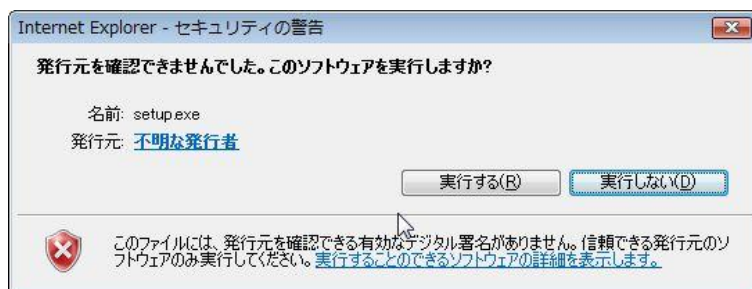 Internet Explorer - セキュリティの警告
発行元を確認できませんでした。このソフトウェアを実行しますか?
名前: setup.exe
発行元: 不明な発行者
実行する(R) 実行しない(D)
このファイルには、発行元を確認できる有効なデジタル署名がありません。信頼できる発行元のソ
フトウェアのみ実行してください。実行することのできるソフトウェアの詳細を表示します。